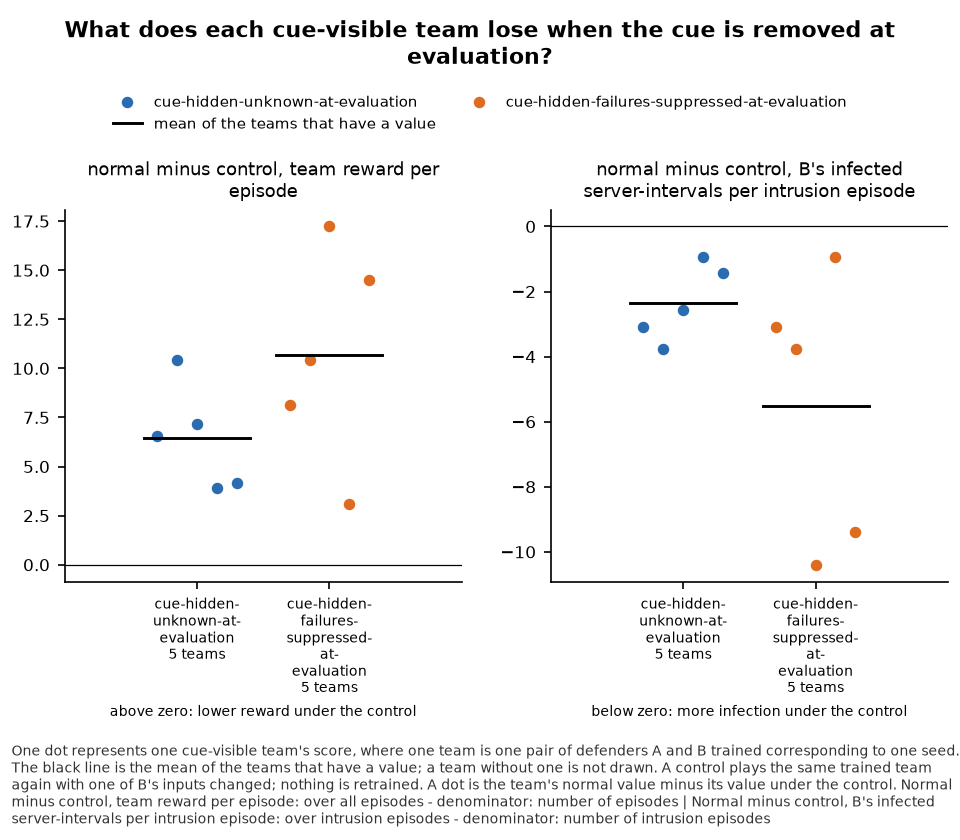 What does each cue-visible team lose when the cue is removed at
evaluation?
cue-hidden-unknown-at-evaluation
cue-hidden-failures-suppressed-at-evaluation
mean of the teams that have a value
normal minus control, team reward per
episode
17.5
15.0
12.5
10.0
7.5
5.0
2.5
0.0
cue-hidden-
unknown-at-
evaluation
5 teams
cue-hidden-
failures-
suppressed-
at-
evaluation
5 teams
above zero: lower reward under the control
normal minus control, B's infected
server-intervals per intrusion episode
0
−2
−4
−6
−8
−10
cue-hidden-
unknown-at-
evaluation
5 teams
cue-hidden-
failures-
suppressed-
at-
evaluation
5 teams
below zero: more infection under the control
One dot represents one cue-visible team's score, where one team is one pair of defenders A and B trained corresponding to one seed.
The black line is the mean of the teams that have a value; a team without one is not drawn. A control plays the same trained team
again with one of B's inputs changed; nothing is retrained. A dot is the team's normal value minus its value under the control. Normal
minus control, team reward per episode: over all episodes - denominator: number of episodes | Normal minus control, B's infected
server-intervals per intrusion episode: over intrusion episodes - denominator: number of intrusion episodes